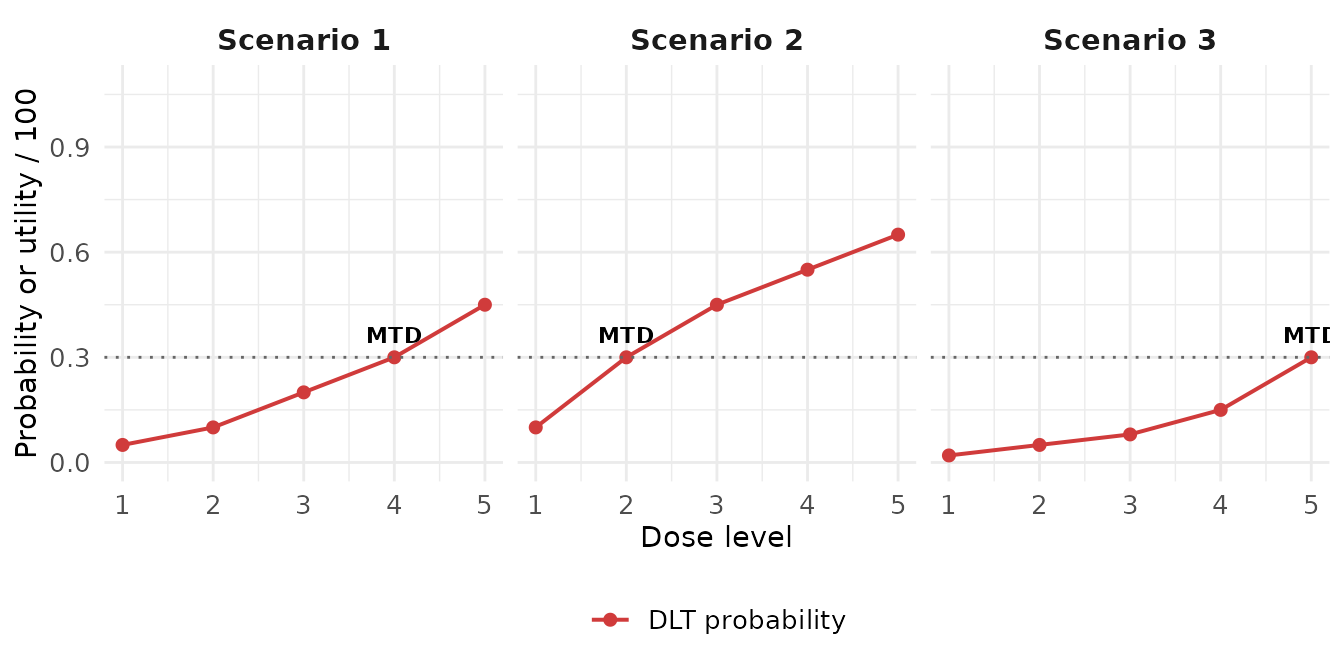 Scenario 1 Scenario 2 Scenario 3
Probability or utility / 100
0.9
0.6
MTD MTD MTD
0.3
0.0
1 2 3 4 5 1 2 3 4 5 1 2 3 4 5
Dose level
DLT probability